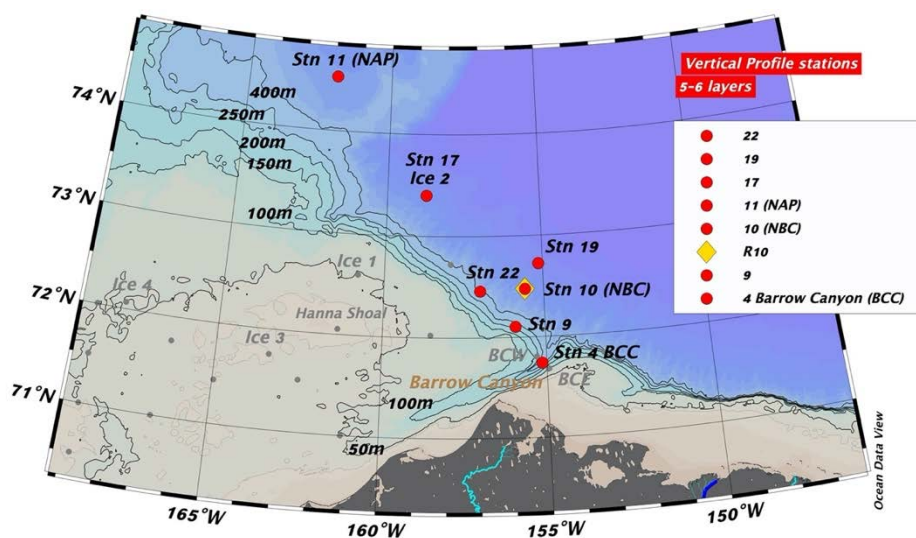 Stn 11 (NAP)
Vertical Profile stations
5-6 layers
74°N
400m
250m
200m
150m
22
19
17
11 (NAP)
10 (NBC)
R10
9
4 Barrow Canyon (BCC)
Stn 17
Ice 2
73°N
100m
Stn 19
Ice 1
Stn 22
Stn 10 (NBC)
72°N
Ice 4
Hanna Shoal
Stn 9
Ice 3
BCW
Stn 4 BCC
Barrow Canyon
BCE
71°N
100m
50m
Ocean Data View
165°W
160°W
155°W
150°W